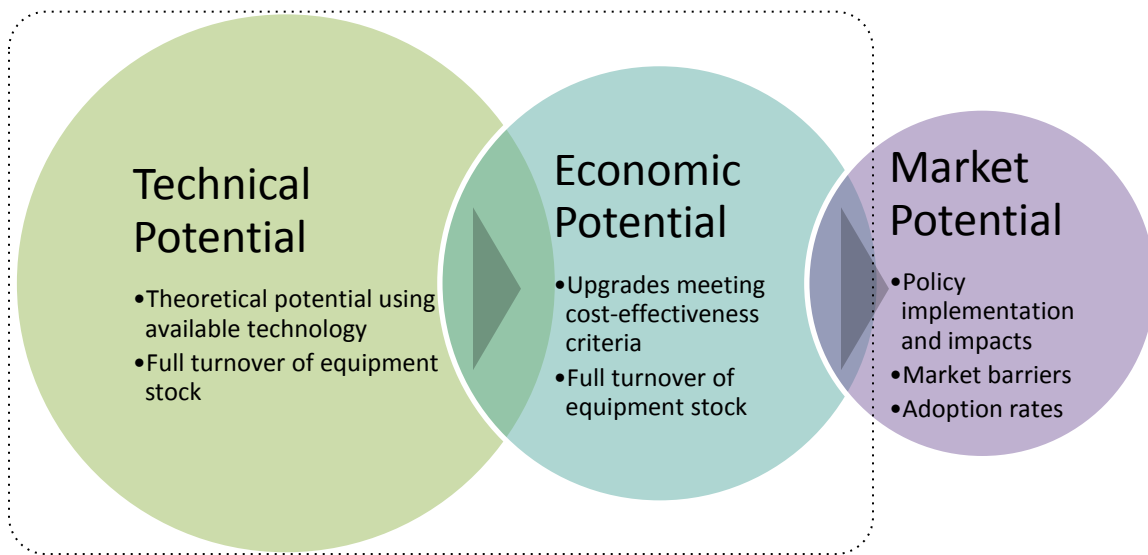 Technical
Potential
•Theoretical potential using
available technology
•Full turnover of equipment
stock
Economic
Potential
•Upgrades meeting
cost-effectiveness
criteria
•Full turnover of
equipment stock
Market
Potential
•Policy
implementation
and impacts
•Market barriers
•Adoption rates